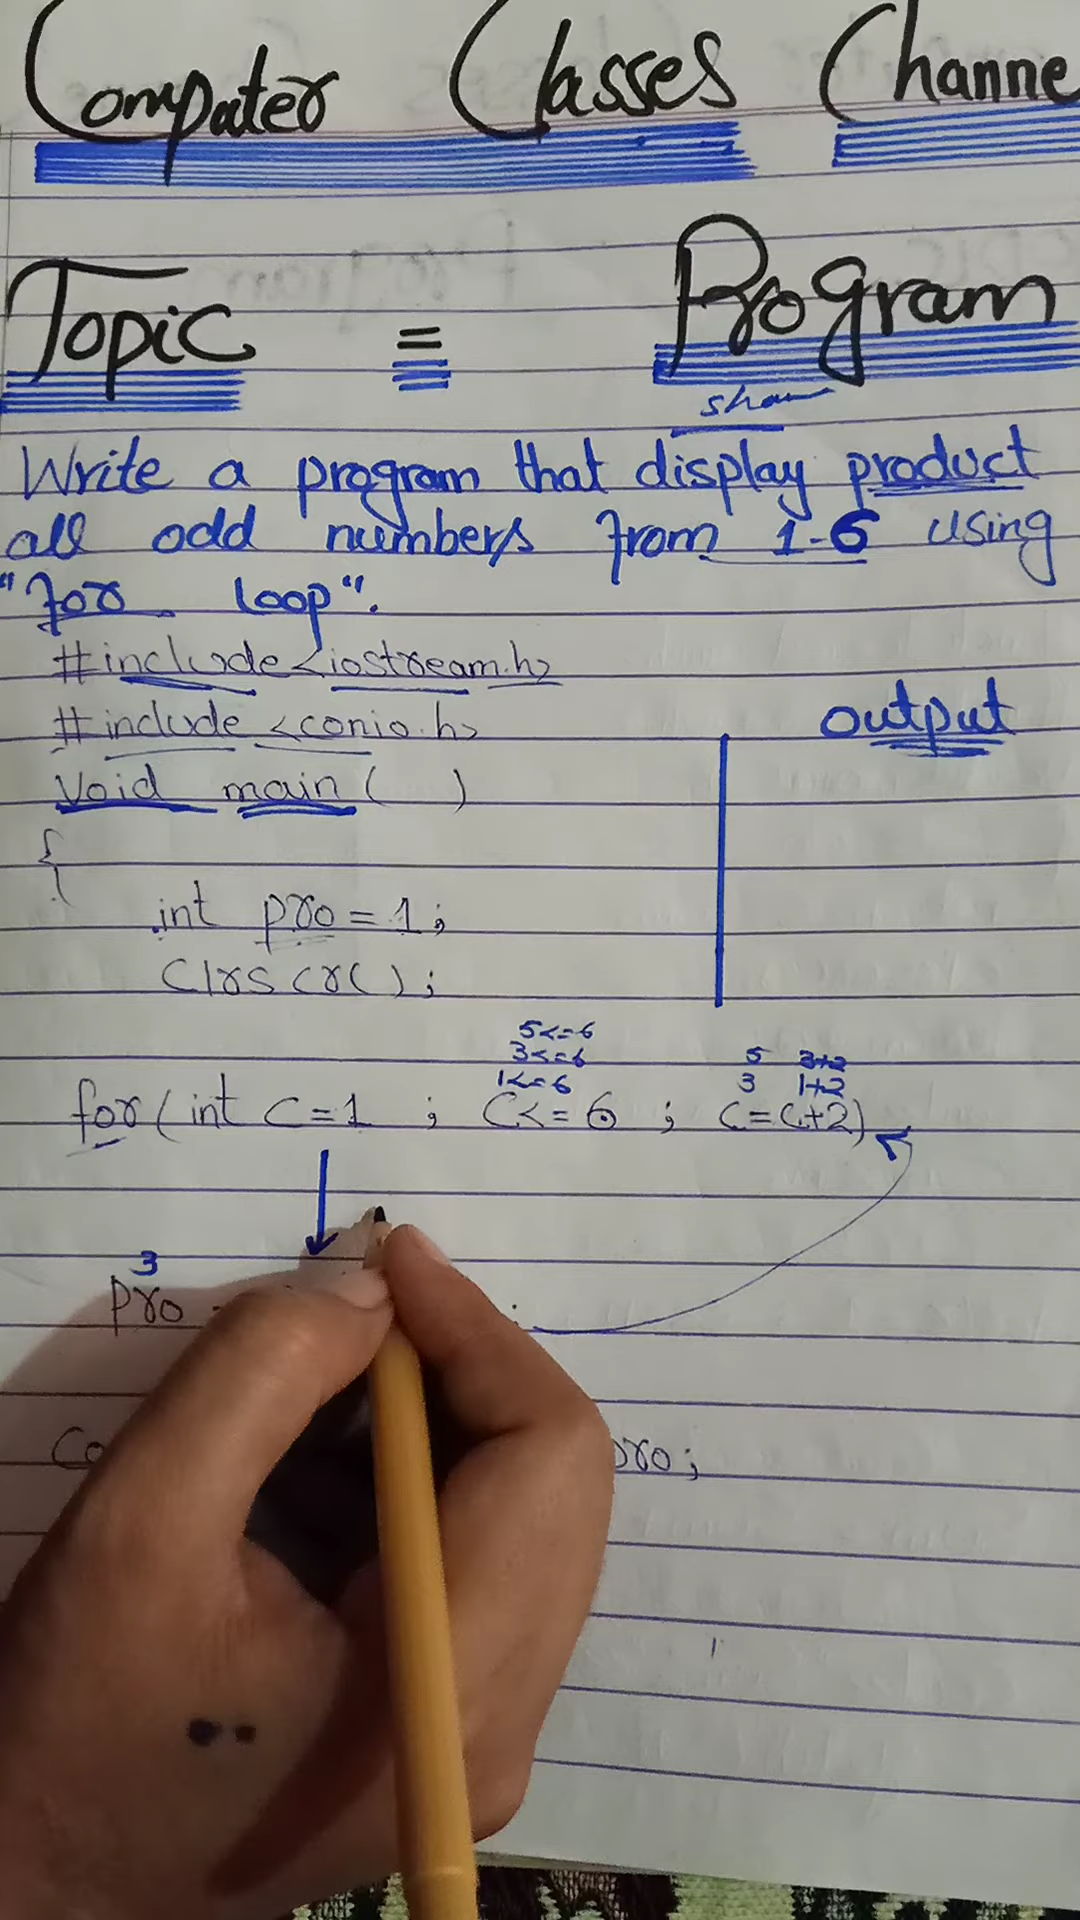 Computer Classes Channe
Topic = Program
show
Write a program that display product
all odd numbers from 1-6 using
"for loop".
#include<iostream.h>
#include <conio.h>
output
void main( )
{
int pro=1;
Clrscr();
5<=6
3<=6 5 3+2
1<=6 3 1+2
for(int C=1 ; C<=6 ; C=C+2)
3
pro
Co pro;